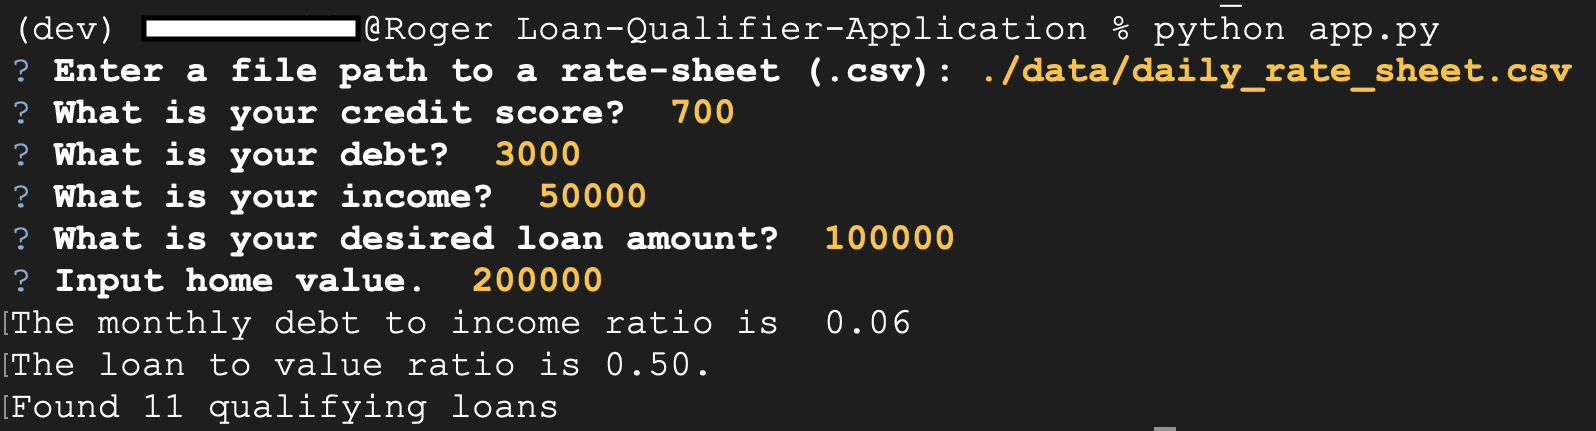 (dev) @Roger Loan-Qualifier-Application % python app.py
? Enter a file path to a rate-sheet (.csv): ./data/daily_rate_sheet.csv
? What is your credit score?  700
? What is your debt?  3000
? What is your income?  50000
? What is your desired loan amount?  100000
? Input home value.  200000
[The monthly debt to income ratio is  0.06
[The loan to value ratio is 0.50.
[Found 11 qualifying loans